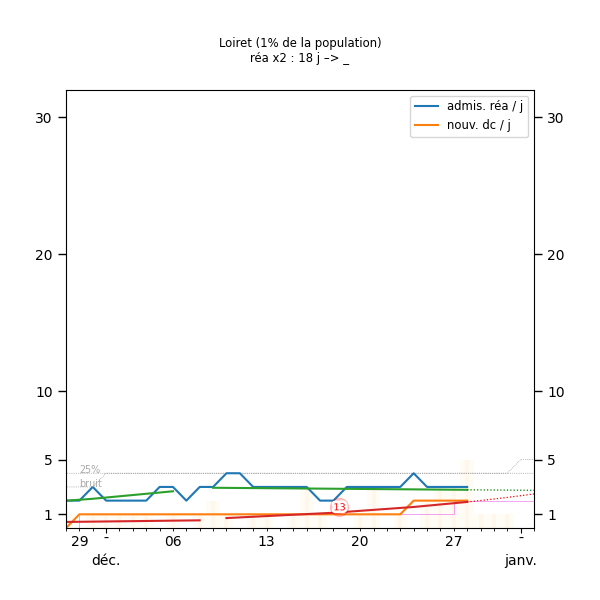 Loiret (1% de la population)
réa x2 : 18 j –> _
admis. réa / j
nouv. dc / j
30
30
20
20
10
10
5
5
25%
bruit
13
1
1
29
-
06
13
20
27
-
déc.
janv.